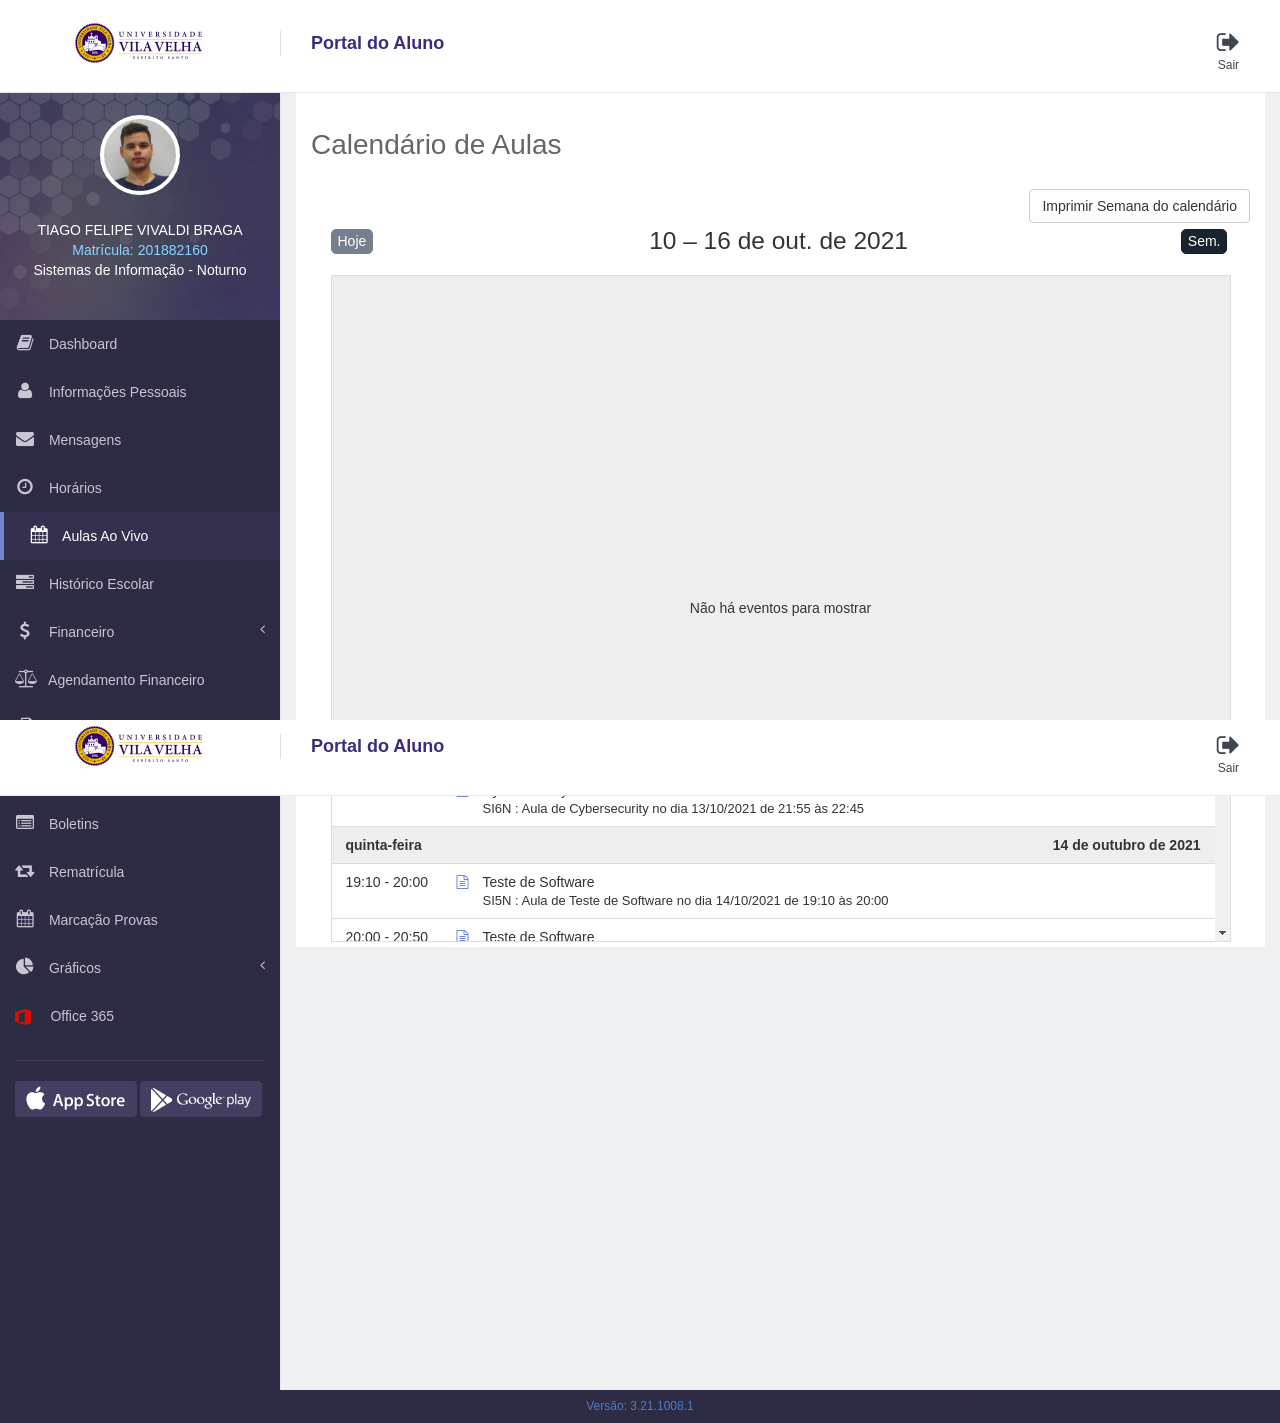 UNIVERSIDADE
VILA VELHA
ESPÍRITO SANTO
Portal do Aluno
Sair
TIAGO FELIPE VIVALDI BRAGA
Matrícula: 201882160
Sistemas de Informação - Noturno
Dashboard
Informações Pessoais
Mensagens
Horários
Aulas Ao Vivo
Histórico Escolar
Financeiro
Agendamento Financeiro
Calendário de Aulas
Imprimir Semana do calendário
Hoje
10 – 16 de out. de 2021
Sem.
Não há eventos para mostrar
UNIVERSIDADE
VILA VELHA
ESPÍRITO SANTO
Portal do Aluno
Sair
SI6N : Aula de Cybersecurity no dia 13/10/2021 de 21:55 às 22:45
quinta-feira
14 de outubro de 2021
19:10 - 20:00
Teste de Software
SI5N : Aula de Teste de Software no dia 14/10/2021 de 19:10 às 20:00
20:00 - 20:50
Teste de Software
Boletins
Rematrícula
Marcação Provas
Gráficos
Office 365
App Store
Google play
Versão: 3.21.1008.1